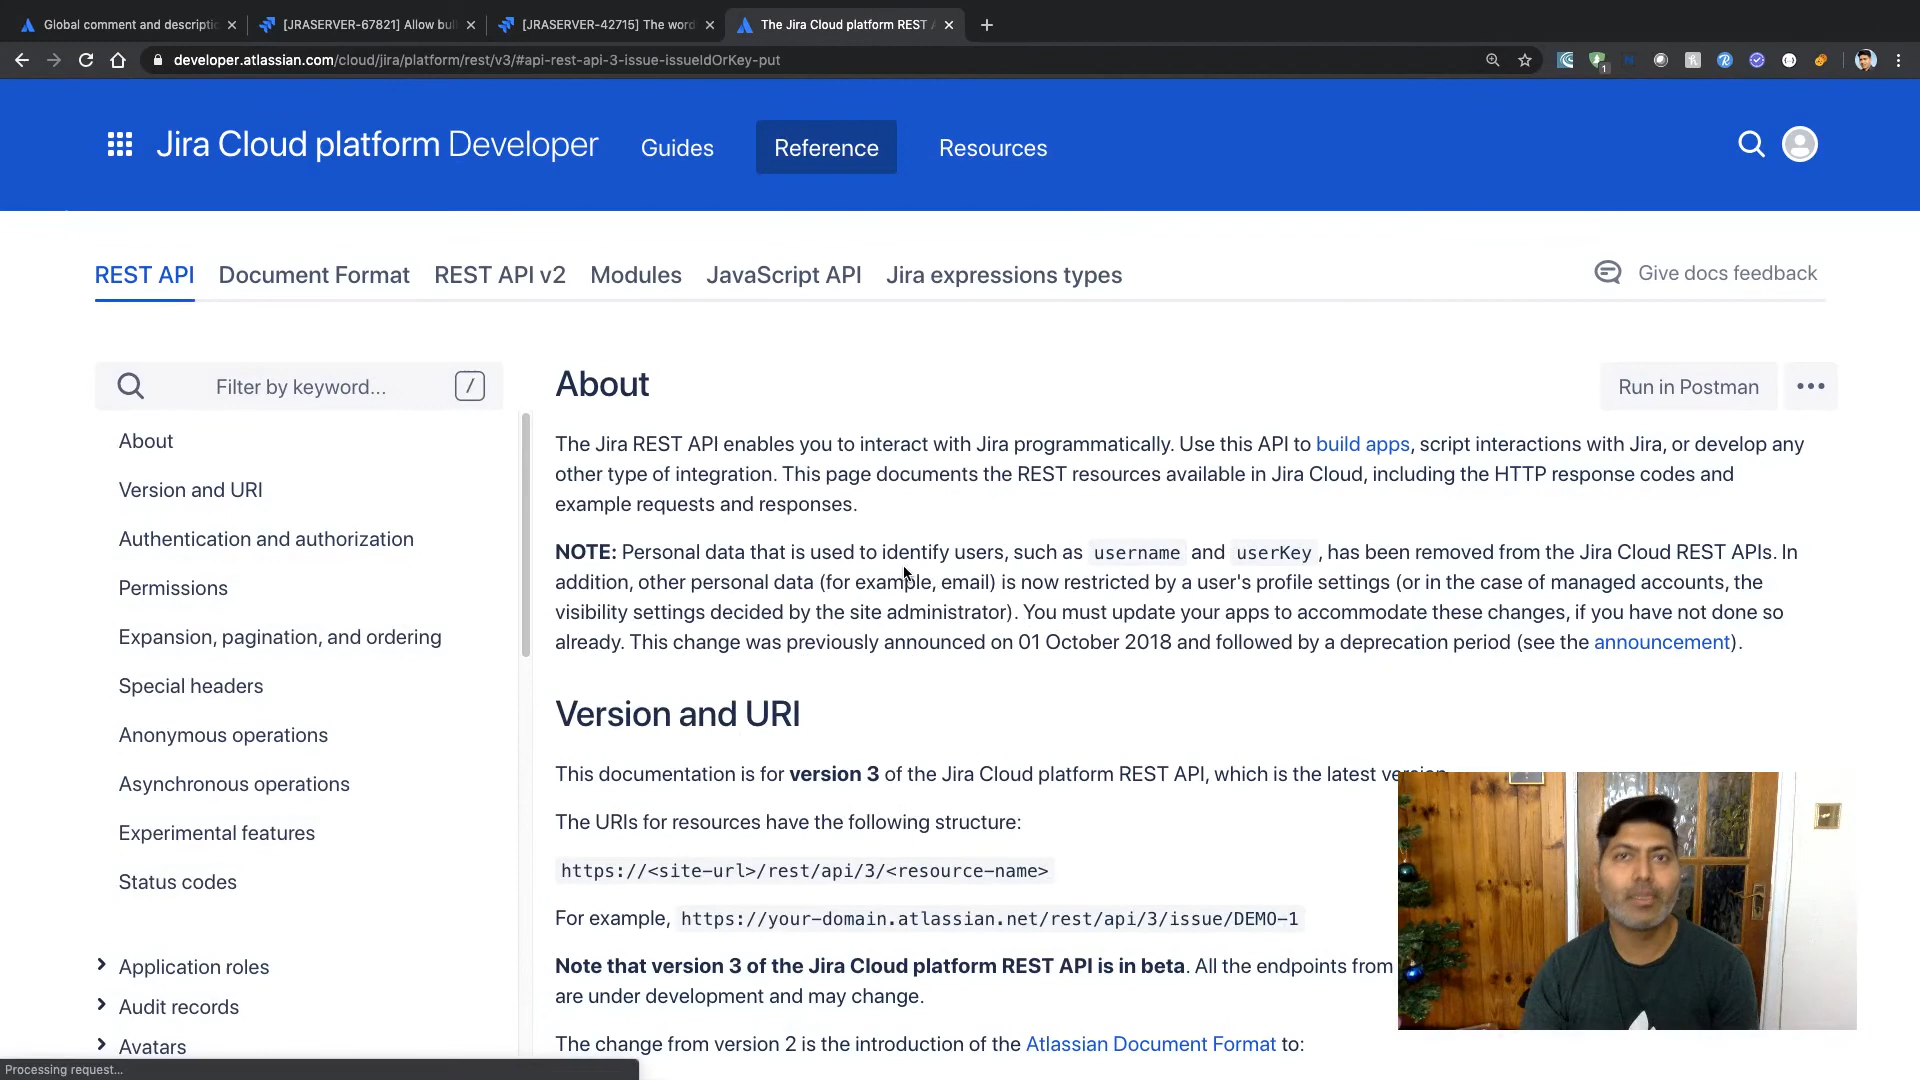 Global comment and descriptio
[JRASERVER-67821] Allow bul
[JRASERVER-42715] The word
The Jira Cloud platform REST A
developer.atlassian.com/cloud/jira/platform/rest/v3/#api-rest-api-3-issue-issueIdOrKey-put
1
Jira Cloud platform Developer
Guides
Reference
Resources
REST API
Document Format
REST API v2
Modules
JavaScript API
Jira expressions types
Give docs feedback
Filter by keyword...
/
About
Version and URI
Authentication and authorization
Permissions
Expansion, pagination, and ordering
Special headers
Anonymous operations
Asynchronous operations
Experimental features
Status codes
Application roles
Audit records
Avatars
About
Run in Postman
The Jira REST API enables you to interact with Jira programmatically. Use this API to build apps, script interactions with Jira, or develop any
other type of integration. This page documents the REST resources available in Jira Cloud, including the HTTP response codes and
example requests and responses.
NOTE: Personal data that is used to identify users, such as username and userKey , has been removed from the Jira Cloud REST APIs. In
addition, other personal data (for example, email) is now restricted by a user's profile settings (or in the case of managed accounts, the
visibility settings decided by the site administrator). You must update your apps to accommodate these changes, if you have not done so
already. This change was previously announced on 01 October 2018 and followed by a deprecation period (see the announcement).
Version and URI
This documentation is for version 3 of the Jira Cloud platform REST API, which is the latest version.
The URIs for resources have the following structure:
https://<site-url>/rest/api/3/<resource-name>
For example, https://your-domain.atlassian.net/rest/api/3/issue/DEMO-1
Note that version 3 of the Jira Cloud platform REST API is in beta. All the endpoints from
are under development and may change.
The change from version 2 is the introduction of the Atlassian Document Format to:
Processing request...